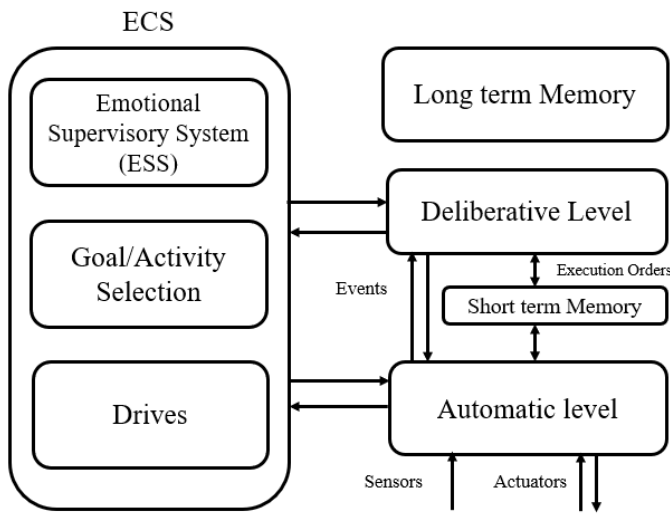 ECS
Emotional
Supervisory System
(ESS)
Goal/Activity
Selection
Drives
Long term Memory
Deliberative Level
Events
Execution Orders
Short term Memory
Automatic level
Sensors
Actuators